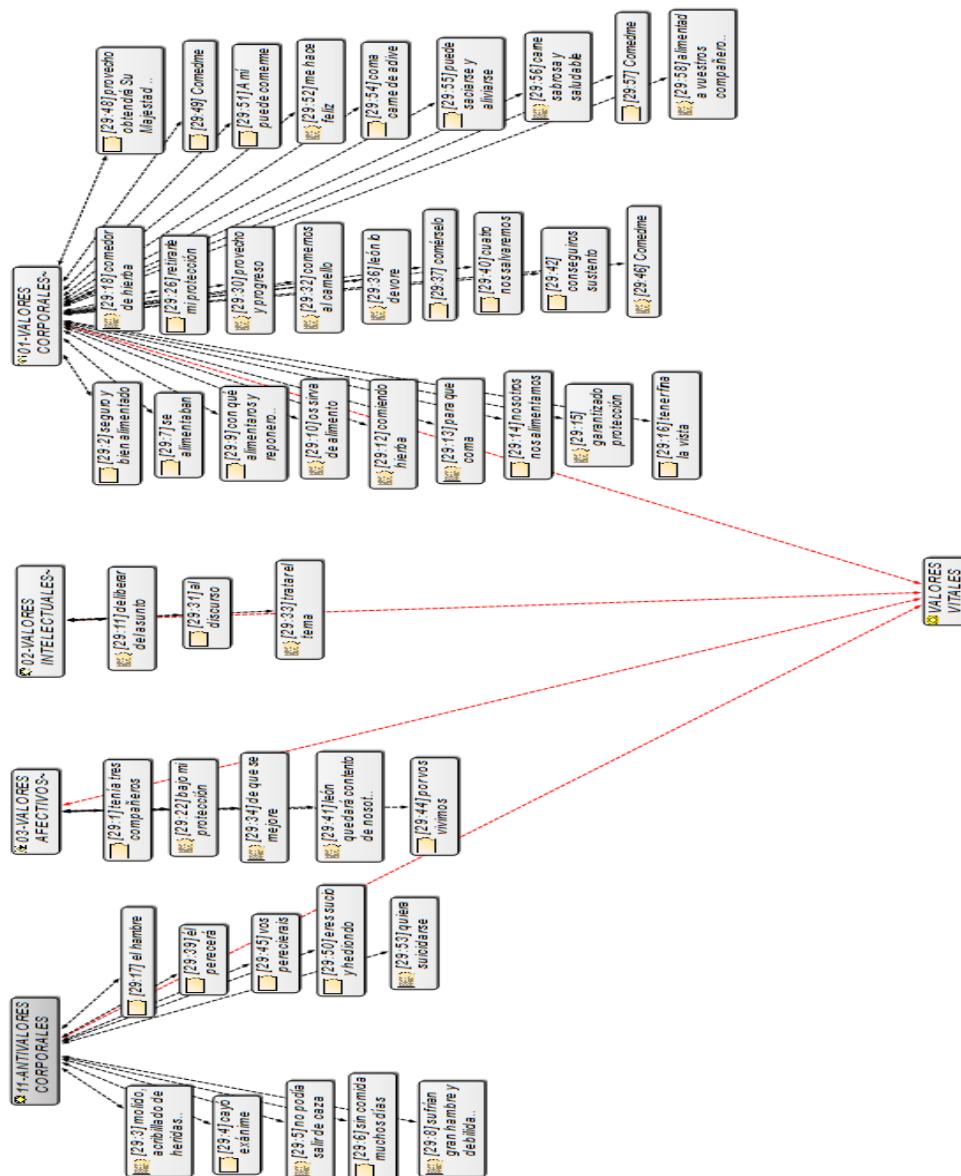 11-ANTIVALORES
CORPORALES
[29:3] molido,
acribillado de
heridas..
[29:4] cayo
exánime
[29:5] no podía
salir de caza
[29:6] sin comida
muchos días
[29:8] sufrían
gran hambre y
debilida..
[29:17] el hambre
[29:39] él
perecerá
[29:45] vos
perecierais
[29:50] eres sucio
y hediondo
[29:53] quiera
suicidarse
03-VALORES
AFECTIVOS~
[29:1] tenía tres
compañeros
[29:22] bajo mi
protección
[29:34] de que se
mejore
[29:41] león
quedará contento
de nosot..
[29:44] por vos
vivimos
02-VALORES
INTELECTUALES~
[29:11] deliberar
del asunto
[29:31] al
discurso
[29:33] tratar el
tema
01-VALORES
CORPORALES~
[29:2] seguro y
bien alimentado
[29:7] se
alimentaban
[29:9] con qué
alimentaros y
reponero..
[29:10] os sirva
de alimento
[29:12] comiendo
hierba
[29:13] para que
coma
[29:14] nosotros
nos alimentamos
[29:15]
garantizado
protección
[29:16] tener fina
la vista
[29:18] comedor
de hierba
[29:26] retirarle
mi protección
[29:30] provecho
y progreso
[29:32] comernos
al camello
[29:36] león lo
devore
[29:37] comérselo
[29:40] cuatro
nos salvaremos
[29:42]
conseguiros
sustento
[29:46] Comedme
[29:48] provecho
obtendrá Su
Majestad ..
[29:49] Comedme
[29:51] A mí
puede comerme
[29:52] me hace
feliz
[29:54] coma
carne de adive
[29:55] puede
saciarse y
aliviarse
[29:56] carne
sabrosa y
saludable
[29:57] Comedme
[29:58] alimentad
a vuestros
compañero..
VALORES
VITALES